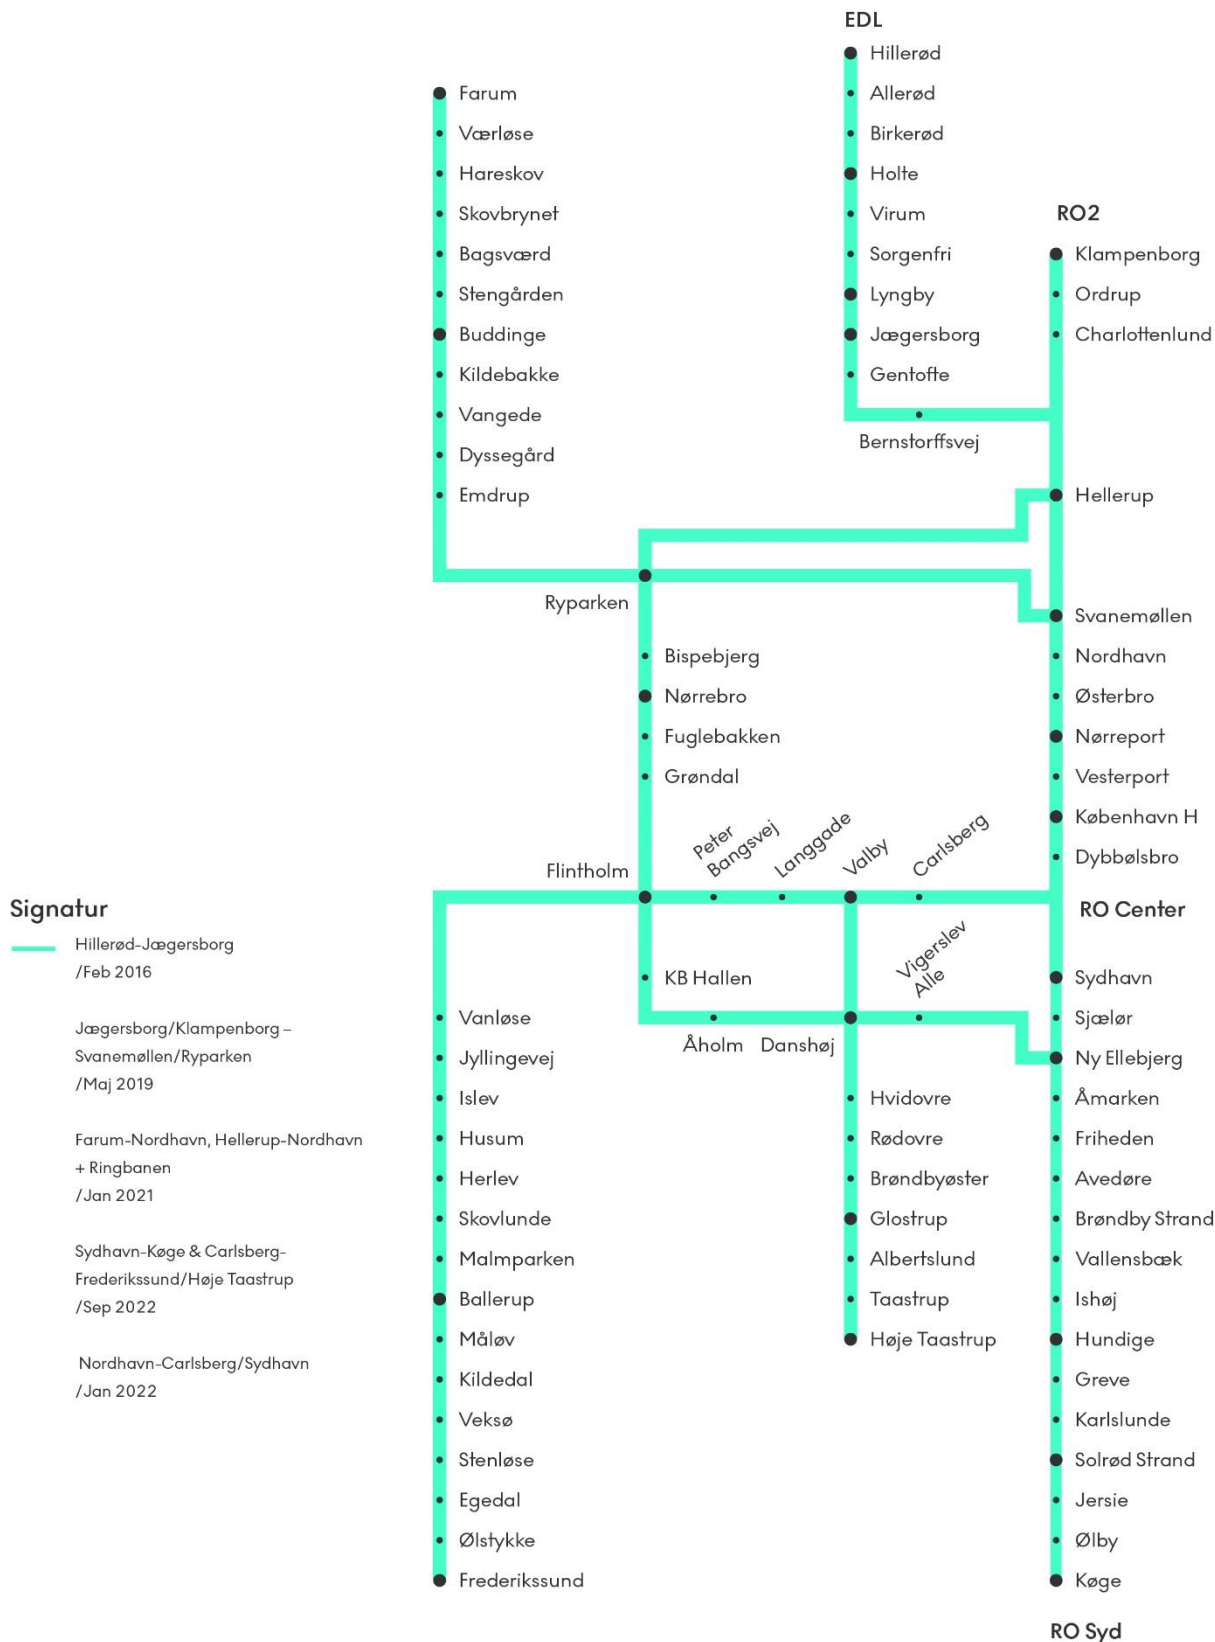 EDL
Hillerød
Allerød
Birkerød
Holte
Virum
Sorgenfri
Lyngby
Jægersborg
Gentofte
Bernstorffsvej
Farum
Værløse
Hareskov
Skovbrynet
Bagsværd
Stengården
Buddinge
Kildebakke
Vangede
Dyssegård
Emdrup
RO2
Klampenborg
Ordrup
Charlottenlund
Hellerup
Ryparken
Svanemøllen
Nordhavn
Østerbro
Nørreport
Vesterport
København H
Dybbølsbro
Bispebjerg
Nørrebro
Fuglebakken
Grøndal
Flintholm
Peter
Bangsvej
Langgade
Valby
Carlsberg
RO Center
KB Hallen
Åholm
Danshøj
Vigerslev
Alle
Sydhavn
Sjælør
Ny Ellebjerg
Åmarken
Friheden
Avedøre
Brøndby Strand
Vallensbæk
Ishøj
Hundige
Greve
Karlslunde
Solrød Strand
Jersie
Ølby
Køge
RO Syd
Vanløse
Jyllingevej
Islev
Husum
Herlev
Skovlunde
Malmparken
Ballerup
Måløv
Kildedal
Veksø
Stenløse
Egedal
Ølstykke
Frederikssund
Hvidovre
Rødovre
Brøndbyøster
Glostrup
Albertslund
Taastrup
Høje Taastrup
Signatur
Hillerød-Jægersborg
/Feb 2016
Jægersborg/Klampenborg –
Svanemøllen/Ryparken
/Maj 2019
Farum-Nordhavn, Hellerup-Nordhavn
+ Ringbanen
/Jan 2021
Sydhavn-Køge & Carlsberg-
Frederikssund/Høje Taastrup
/Sep 2022
Nordhavn-Carlsberg/Sydhavn
/Jan 2022